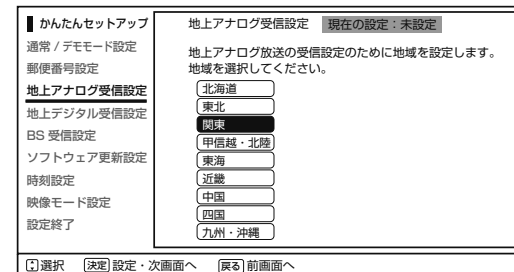 かんたんセットアップ
通常 / デモモード設定
郵便番号設定
地上アナログ受信設定
地上デジタル受信設定
BS 受信設定
ソフトウェア更新設定
時刻設定
映像モード設定
設定終了
地上アナログ受信設定 現在の設定：未設定
地上アナログ放送の受信設定のために地域を設定します。
地域を選択してください。
北海道
東北
関東
甲信越・北陸
東海
近畿
中国
四国
九州・沖縄
選択 決定 設定・次画面へ 戻る 前画面へ